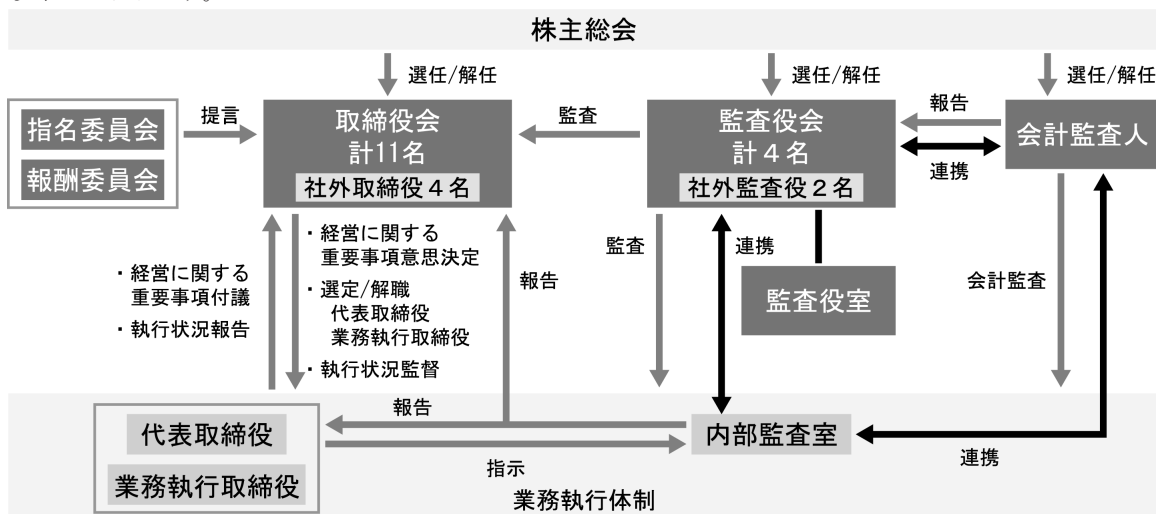 株主総会
選任/解任
選任/解任
選任/解任
指名委員会
報酬委員会
提言
取締役会
計11名
社外取締役４名
監査
監査役会
計４名
社外監査役２名
報告
連携
会計監査人
・経営に関する
重要事項付議
・執行状況報告
・経営に関する
重要事項意思決定
・選定/解職
代表取締役
業務執行取締役
・執行状況監督
報告
監査
連携
監査役室
会計監査
代表取締役
業務執行取締役
報告
指示
内部監査室
連携
業務執行体制